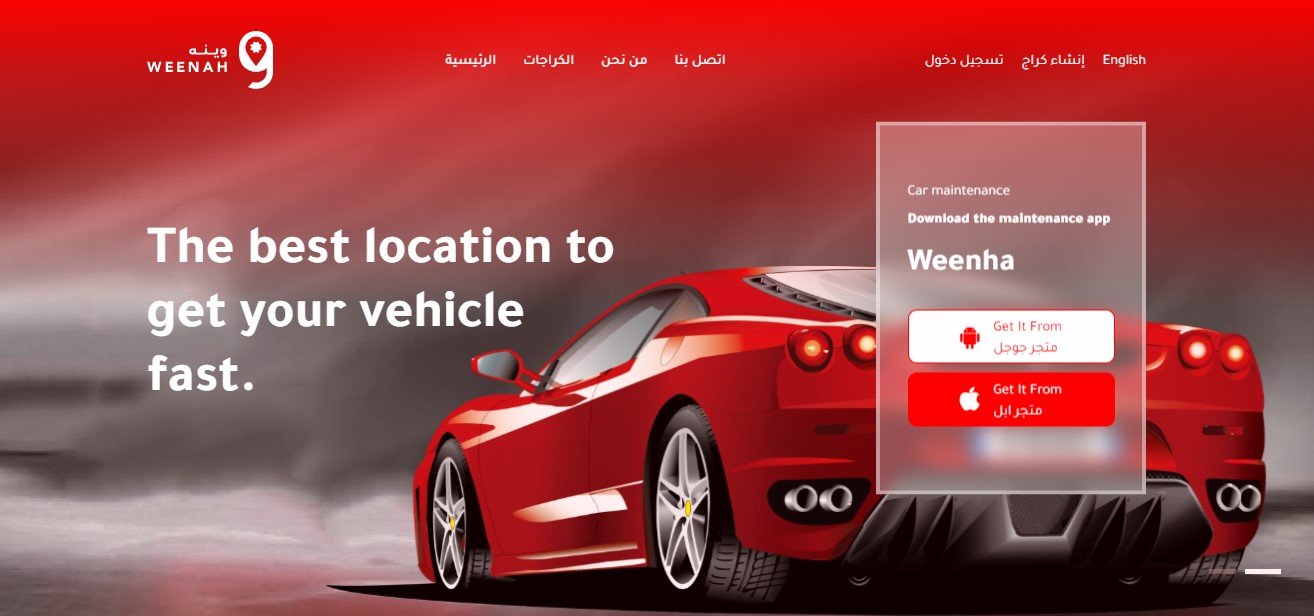 وينه
WEENAH
الرئيسية
الكراجات
من نحن
اتصل بنا
تسجيل دخول
إنشاء كراج
English
The best location to
get your vehicle
fast.
Car maintenance
Download the maintenance app
Weenha
Get It From
متجر جوجل
Get It From
متجر ابل